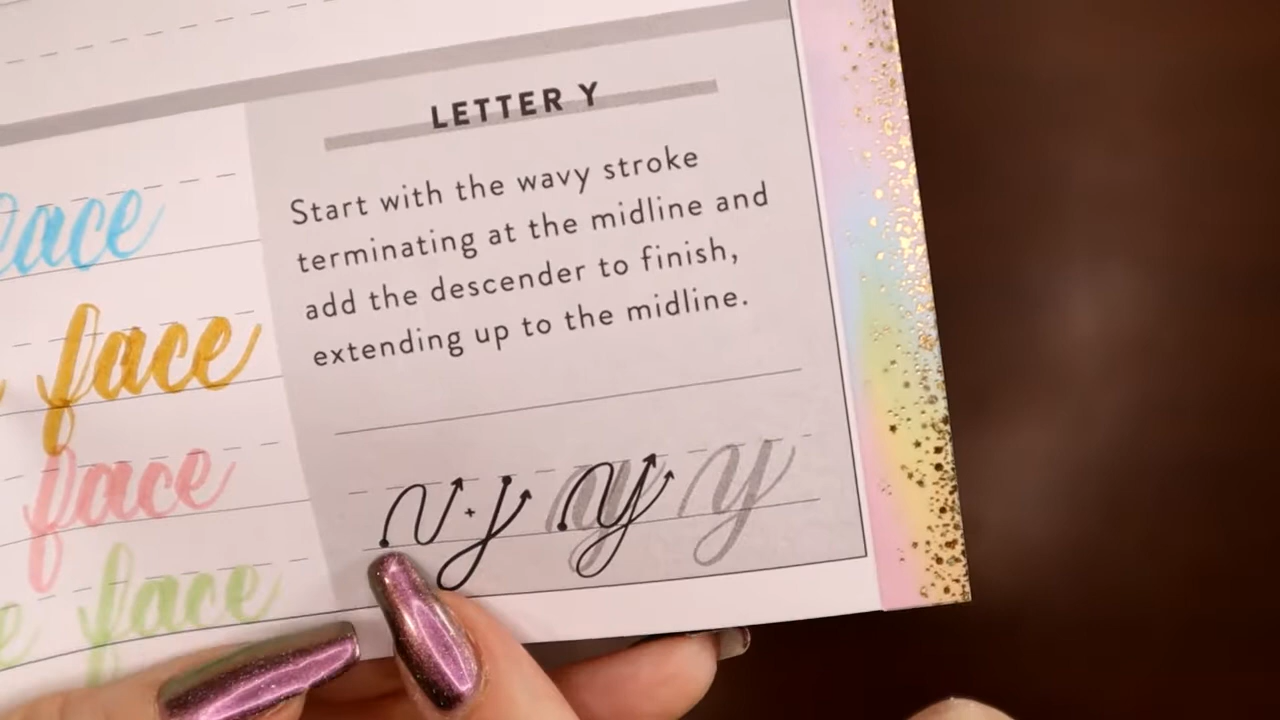 LETTER Y
Start with the wavy stroke
terminating at the midline and
add the descender to finish,
extending up to the midline.
face
face
face
face
+ y y